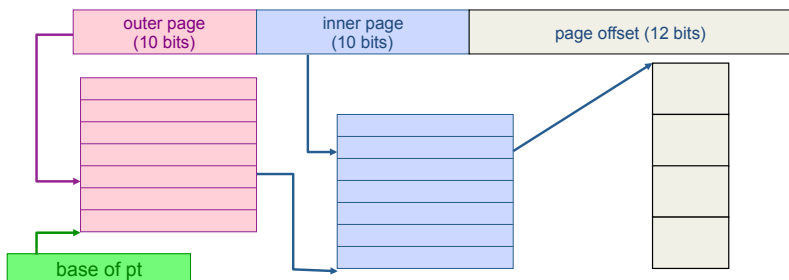 outer page
(10 bits)
inner page
(10 bits)
page offset (12 bits)
base of pt